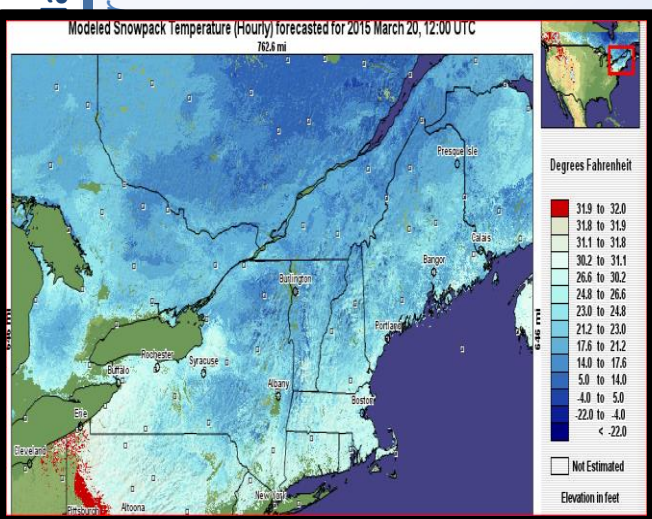 Modeled Snowpack Temperature (Hourly) forecasted for 2015 March 20, 12:00 UTC
762.6 mi
Presque Isle
Degrees Fahrenheit
31.9 to 32.0
31.8 to 31.9
31.1 to 31.8
30.2 to 31.1
26.6 to 30.2
24.8 to 26.6
23.0 to 24.8
21.2 to 23.0
17.6 to 21.2
14.0 to 17.6
5.0 to 14.0
-4.0 to 5.0
-22.0 to -4.0
< -22.0
Not Estimated
Elevation in feet
Calais
Bangor
Burlington
646 mi
Portland
Rochester
Syracuse
Buffalo
Albany
Boston
Erie
Cleveland
New York
Pittsburgh
Altoona